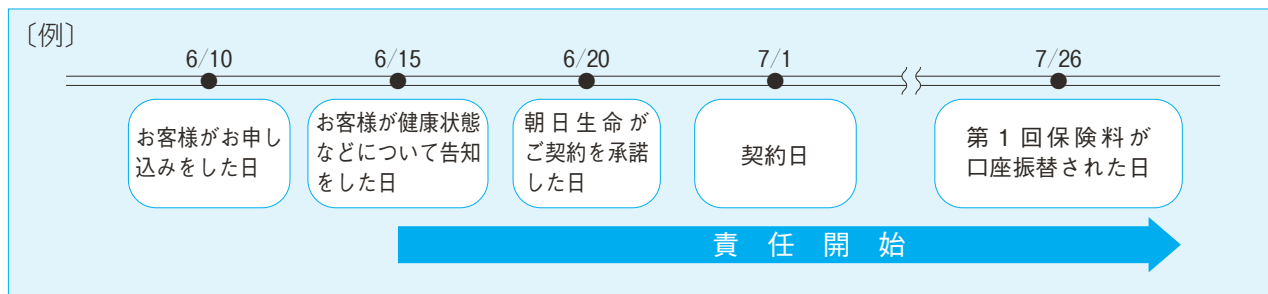 〔例〕
6/10
6/15
6/20
7/1
7/26
お客様がお申し
込みをした日
お客様が健康状態
などについて告知
をした日
朝日生命が
ご契約を承諾
した日
契約日
第1回保険料が
口座振替された日
責任開始